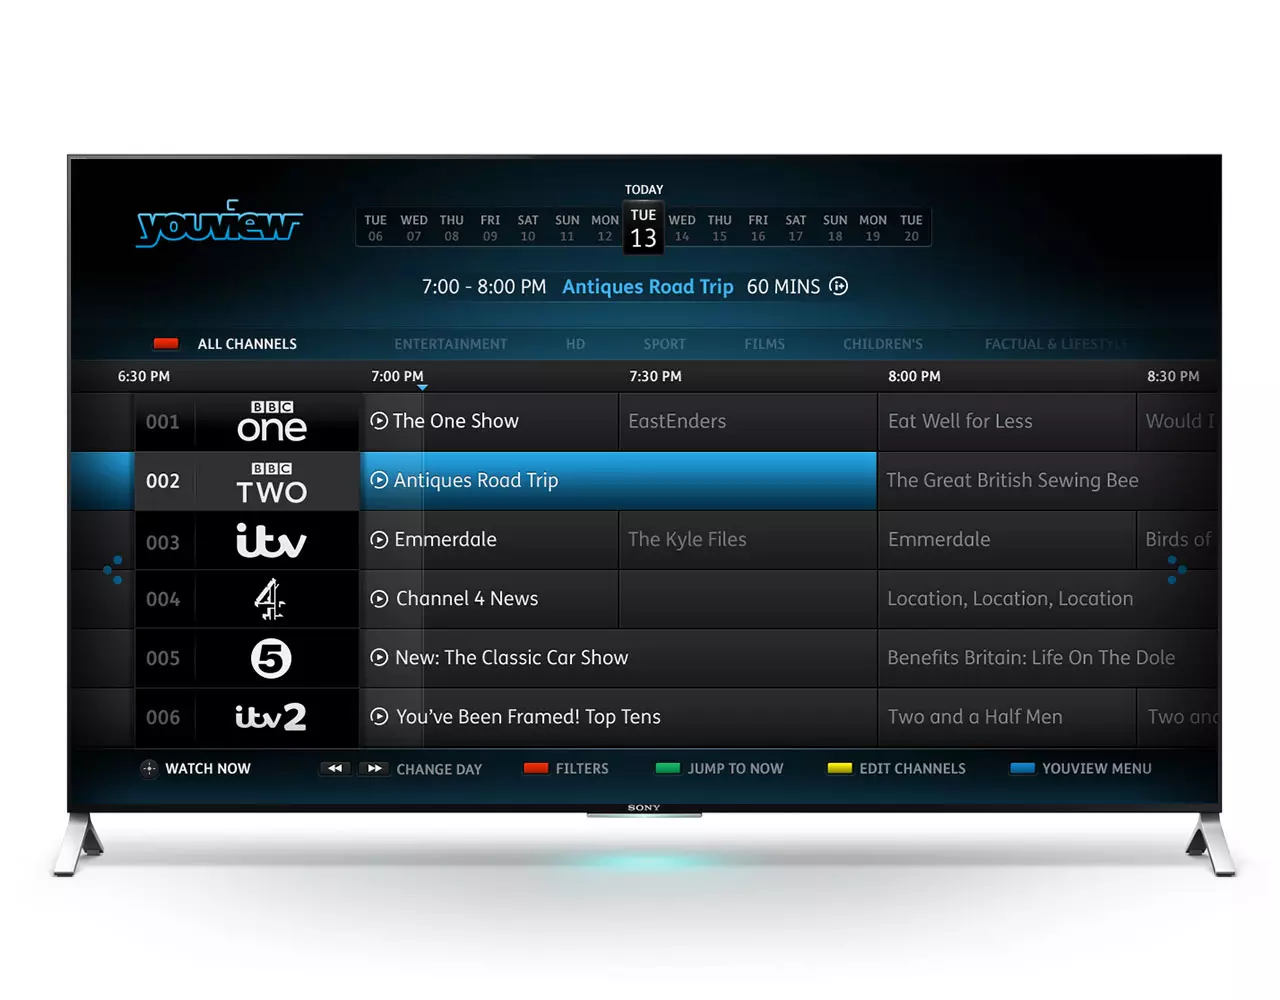 TODAY
TUE WED THU FRI SAT SUN MON TUE WED THU FRI SAT SUN MON TUE
06 07 08 09 10 11 12 13 14 15 16 17 18 19 20
youview
7:00 - 8:00 PM Antiques Road Trip 60 MINS
ALL CHANNELS ENTERTAINMENT HD SPORT FILMS CHILDREN'S FACTUAL & LIFESTYLE
6:30 PM 7:00 PM 7:30 PM 8:00 PM 8:30 PM
001 BBC one The One Show EastEnders Eat Well for Less Would I
002 BBC TWO Antiques Road Trip The Great British Sewing Bee
003 itv Emmerdale The Kyle Files Emmerdale Birds of
004 4 Channel 4 News Location, Location, Location
005 5 New: The Classic Car Show Benefits Britain: Life On The Dole
006 itv2 You've Been Framed! Top Tens Two and a Half Men Two and
WATCH NOW CHANGE DAY FILTERS JUMP TO NOW EDIT CHANNELS YOUVIEW MENU
SONY